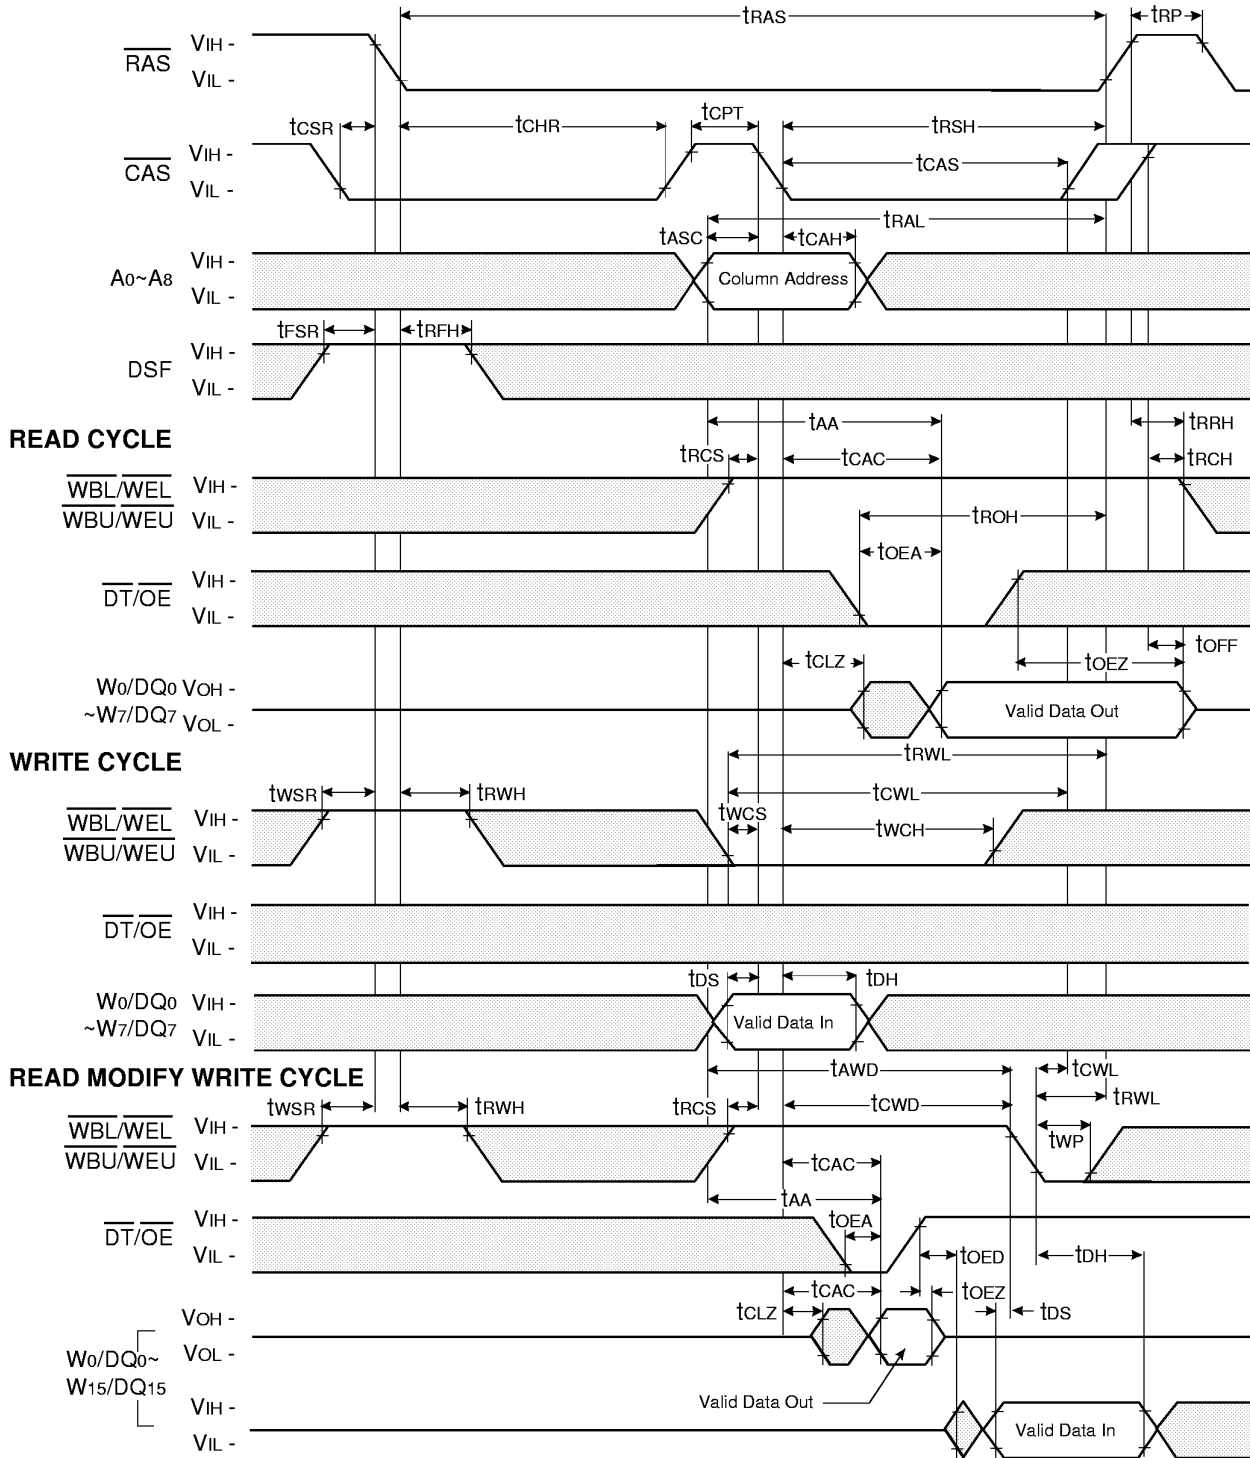 tRAS
tRP
RAS
VIH -
VIL -
tCSR
tCHR
tCPT
tRSH
CAS
VIH -
VIL -
tCAS
tRAL
tASC
tCAH
A0~A8
VIH -
VIL -
Column Address
tFSR
tRFH
DSF
VIH -
VIL -
READ CYCLE
tAA
tRRH
tRCS
tCAC
tRCH
WBL/WEL
WBU/WEU
VIH -
VIL -
tROH
tOEA
DT/OE
VIH -
VIL -
tCLZ
tOEZ
tOFF
W0/DQ0
~W7/DQ7
VOH -
VOL -
Valid Data Out
WRITE CYCLE
tRWL
tWSR
tRWH
tCWL
tWCS
tWCH
WBL/WEL
WBU/WEU
VIH -
VIL -
DT/OE
VIH -
VIL -
tDS
tDH
W0/DQ0
~W7/DQ7
VIH -
VIL -
Valid Data In
READ MODIFY WRITE CYCLE
tAWD
tCWL
tWSR
tRWH
tRCS
tCWD
tRWL
WBL/WEL
WBU/WEU
VIH -
VIL -
tWP
tCAC
tAA
DT/OE
VIH -
VIL -
tOEA
tOED
tDH
tCAC
tOEZ
tCLZ
tDS
VOH -
VOL -
W0/DQ0~
W15/DQ15
Valid Data Out
VIH -
VIL -
Valid Data In